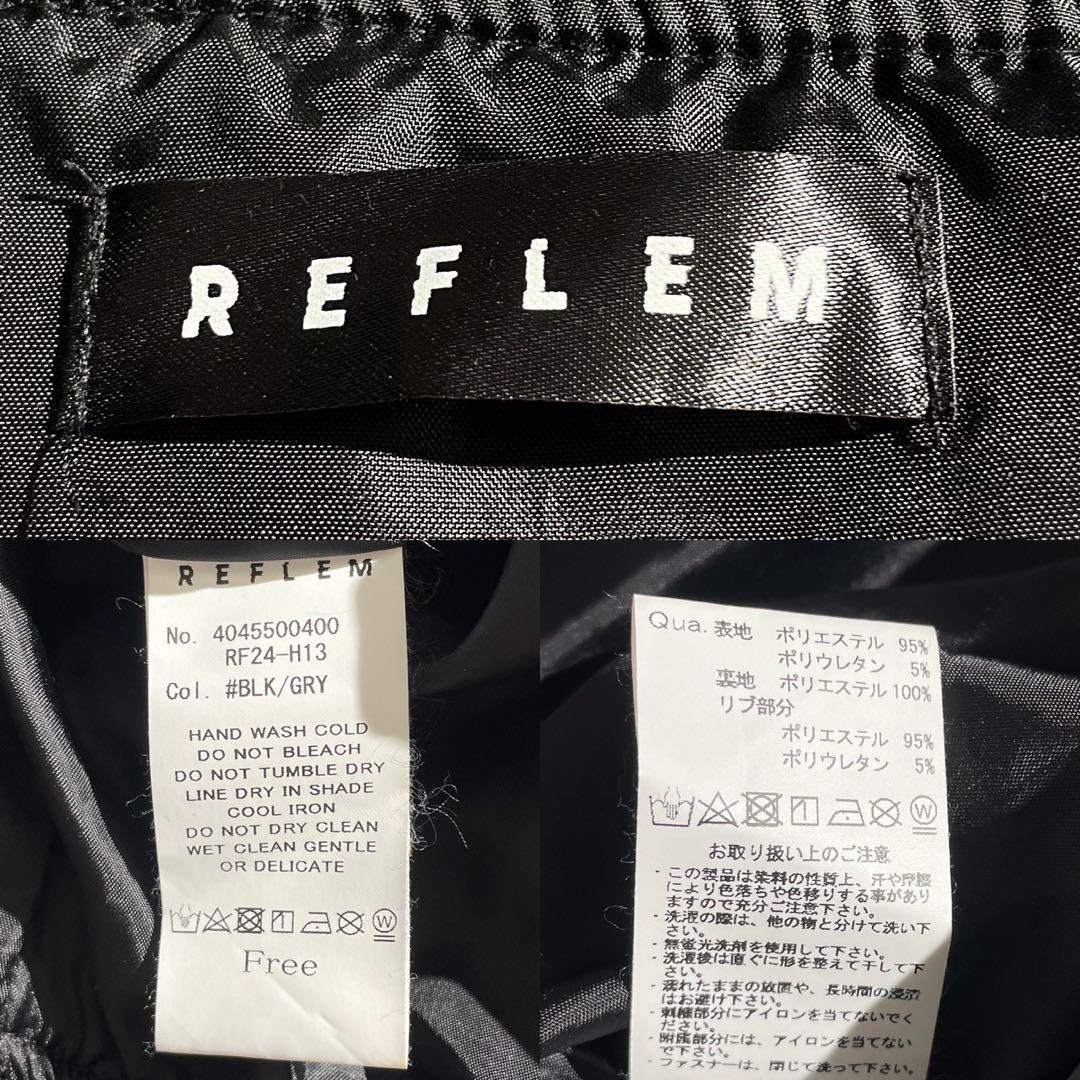 REFLEM
REFLEM
No. 4045500400
RF24-H13
Col. #BLK/GRY
HAND WASH COLD
DO NOT BLEACH
DO NOT TUMBLE DRY
LINE DRY IN SHADE
COOL IRON
DO NOT DRY CLEAN
WET CLEAN GENTLE
OR DELICATE
W
Free
Qua. 表地 ポリエステル 95%
ポリウレタン 5%
裏地 ポリエステル 100%
リブ部分
ポリエステル 95%
ポリウレタン 5%
W
お取り扱い上のご注意
・この製品は染料の性質上、汗や摩擦
により色落ちや色移りする事があり
ますので充分ご注意下さい。
・洗濯の際は、他の物と分けて洗い下
さい。
・無蛍光洗剤を使用して下さい。
・洗濯後は直ぐに形を整えて干して下
さい。
・濡れたままの放置や、長時間の浸漬
はお避け下さい。
・刺繍部分にアイロンを当てないでく
ださい。
・附属部分には、アイロンを当てない
で下さい。
・ファスナーは、閉じて洗って下さい。